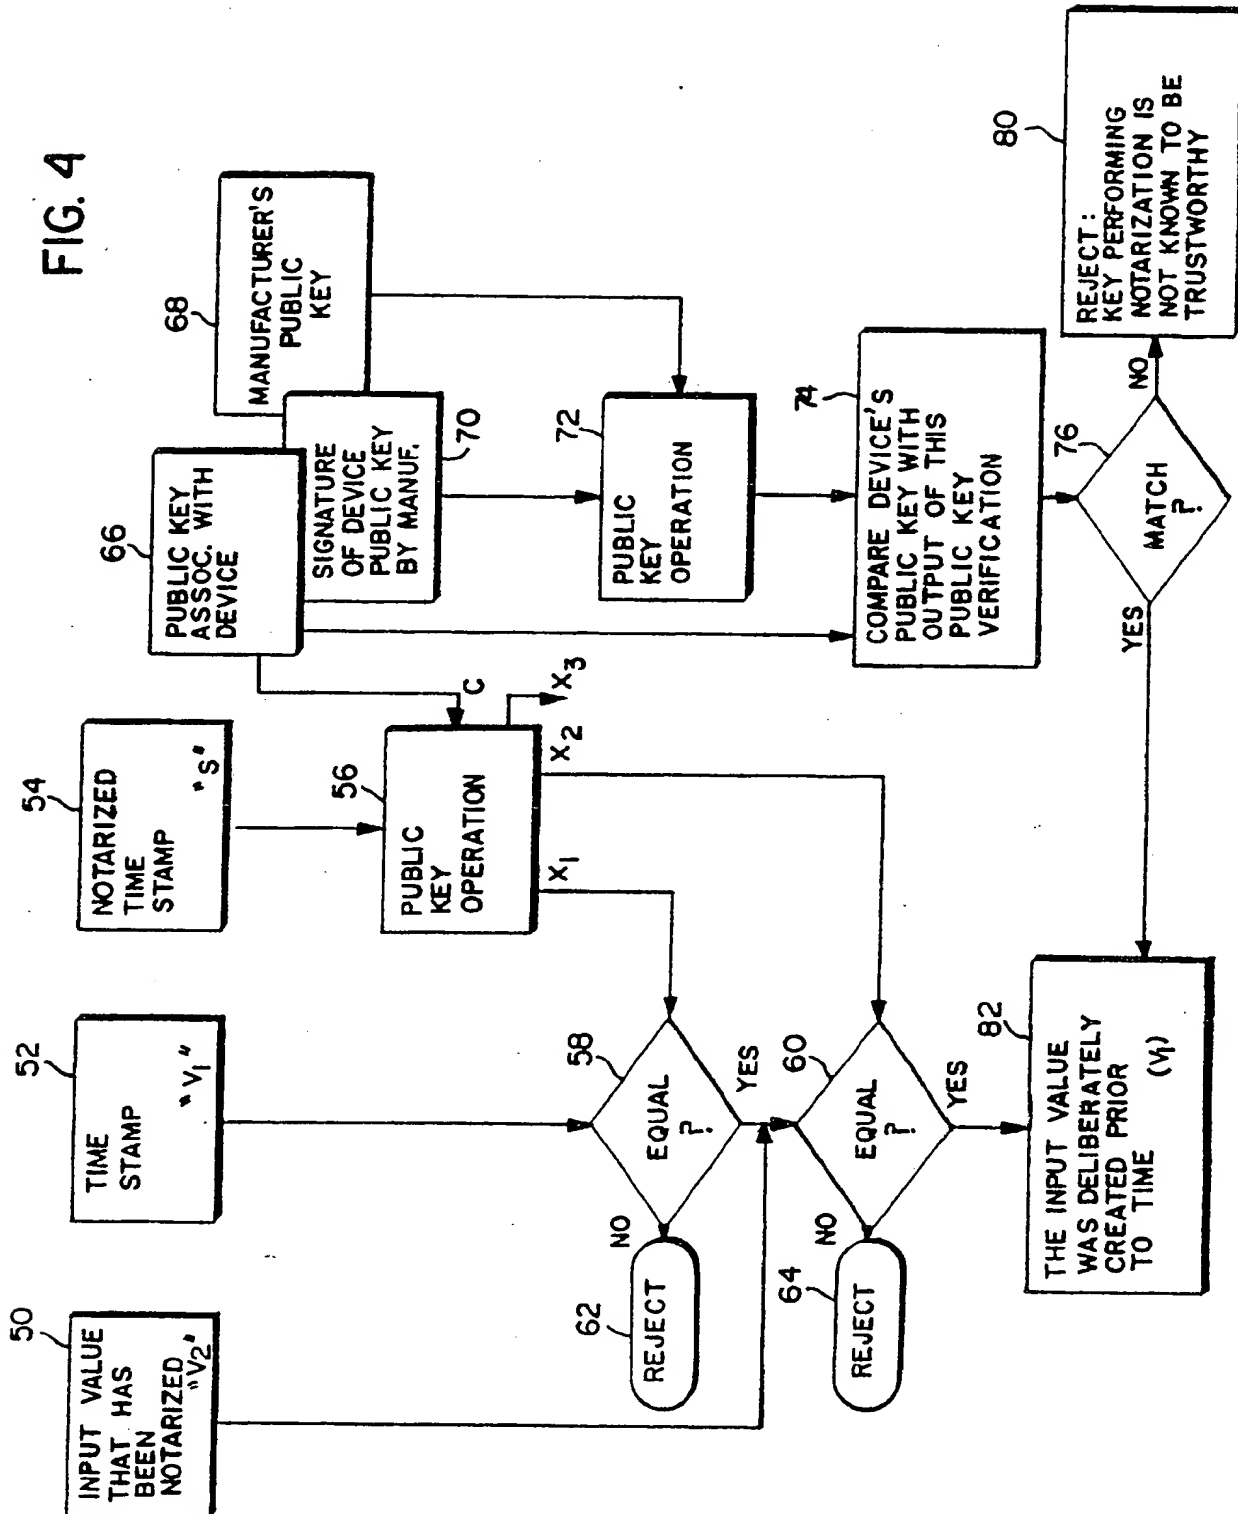 FIG. 4
50
INPUT VALUE
THAT HAS
BEEN
NOTARIZED
"V2"
52
TIME
STAMP
"V1"
54
NOTARIZED
TIME
STAMP
"S"
66
PUBLIC KEY
ASSOC. WITH
DEVICE
68
MANUFACTURER'S
PUBLIC
KEY
SIGNATURE
OF DEVICE
PUBLIC KEY
BY MANUF.
70
C
56
PUBLIC
KEY
OPERATION
X1
X2
X3
72
PUBLIC
KEY
OPERATION
58
EQUAL
?
NO
YES
62
REJECT
60
EQUAL
?
NO
YES
64
REJECT
74
COMPARE DEVICE'S
PUBLIC KEY WITH
OUTPUT OF THIS
PUBLIC KEY
VERIFICATION
76
MATCH
?
YES
NO
82
THE INPUT VALUE
WAS DELIBERATELY
CREATED PRIOR
TO TIME (V1)
80
REJECT:
KEY PERFORMING
NOTARIZATION IS
NOT KNOWN TO BE
TRUSTWORTHY